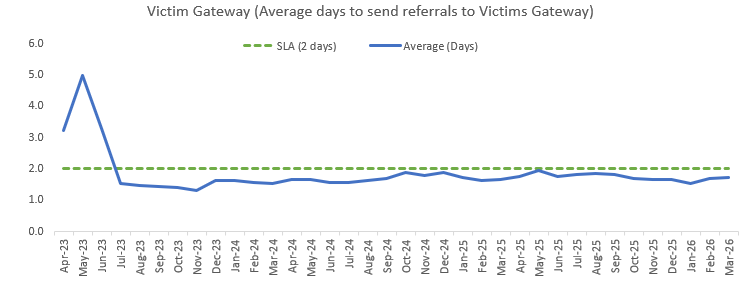 Victim Gateway (Average days to send referrals to Victims Gateway)
SLA (2 days)
Average (Days)
6.0
5.0
4.0
3.0
2.0
1.0
0.0
Apr-23
May-23
Jun-23
Jul-23
Aug-23
Sep-23
Oct-23
Nov-23
Dec-23
Jan-24
Feb-24
Mar-24
Apr-24
May-24
Jun-24
Jul-24
Aug-24
Sep-24
Oct-24
Nov-24
Dec-24
Jan-25
Feb-25
Mar-25
Apr-25
May-25
Jun-25
Jul-25
Aug-25
Sep-25
Oct-25
Nov-25
Dec-25
Jan-26
Feb-26
Mar-26